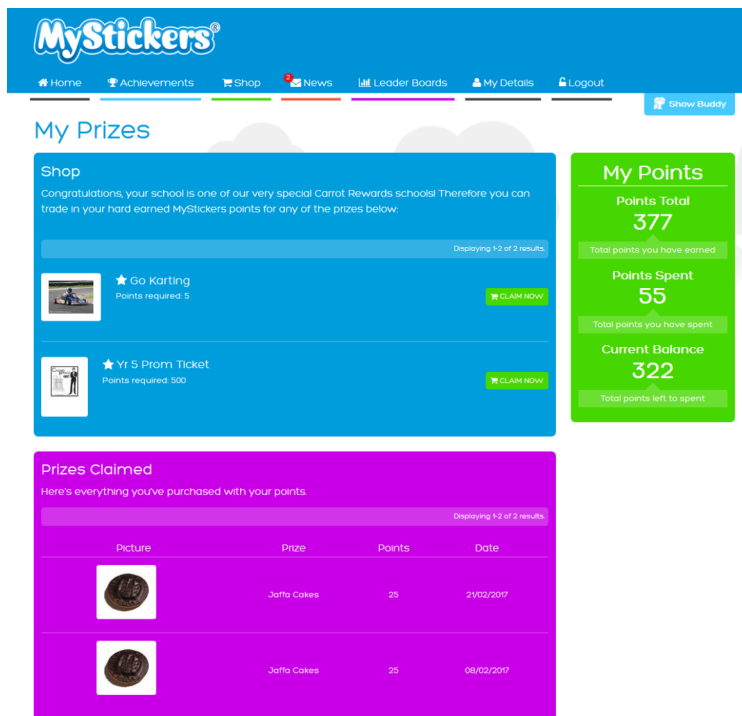 MyStickers®
Home
Achievements
Shop
2
News
Leader Boards
My Details
Logout
Show Buddy
My Prizes
Shop
Congratulations, your school is one of our very special Carrot Rewards schools! Therefore you can
trade in your hard earned MyStickers points for any of the prizes below:
Displaying 1-2 of 2 results.
Go Karting
Points required: 5
CLAIM NOW
Yr 5 Prom Ticket
Points required: 500
CLAIM NOW
My Points
Points Total
377
Total points you have earned
Points Spent
55
Total points you have spent
Current Balance
322
Total points left to spent
Prizes Claimed
Here's everything you've purchased with your points.
Displaying 1-2 of 2 results.
Picture Prize Points Date
Jaffa Cakes 25 21/02/2017
Jaffa Cakes 25 08/02/2017